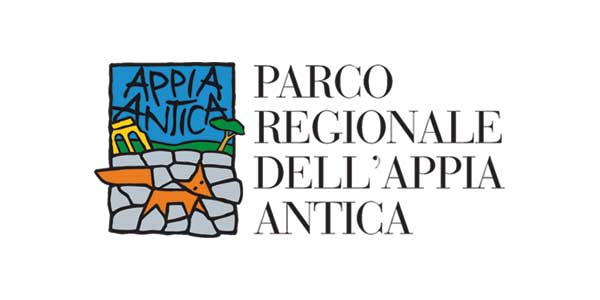 APPIA
ANTICA
PARCO
REGIONALE
DELL'APPIA
ANTICA